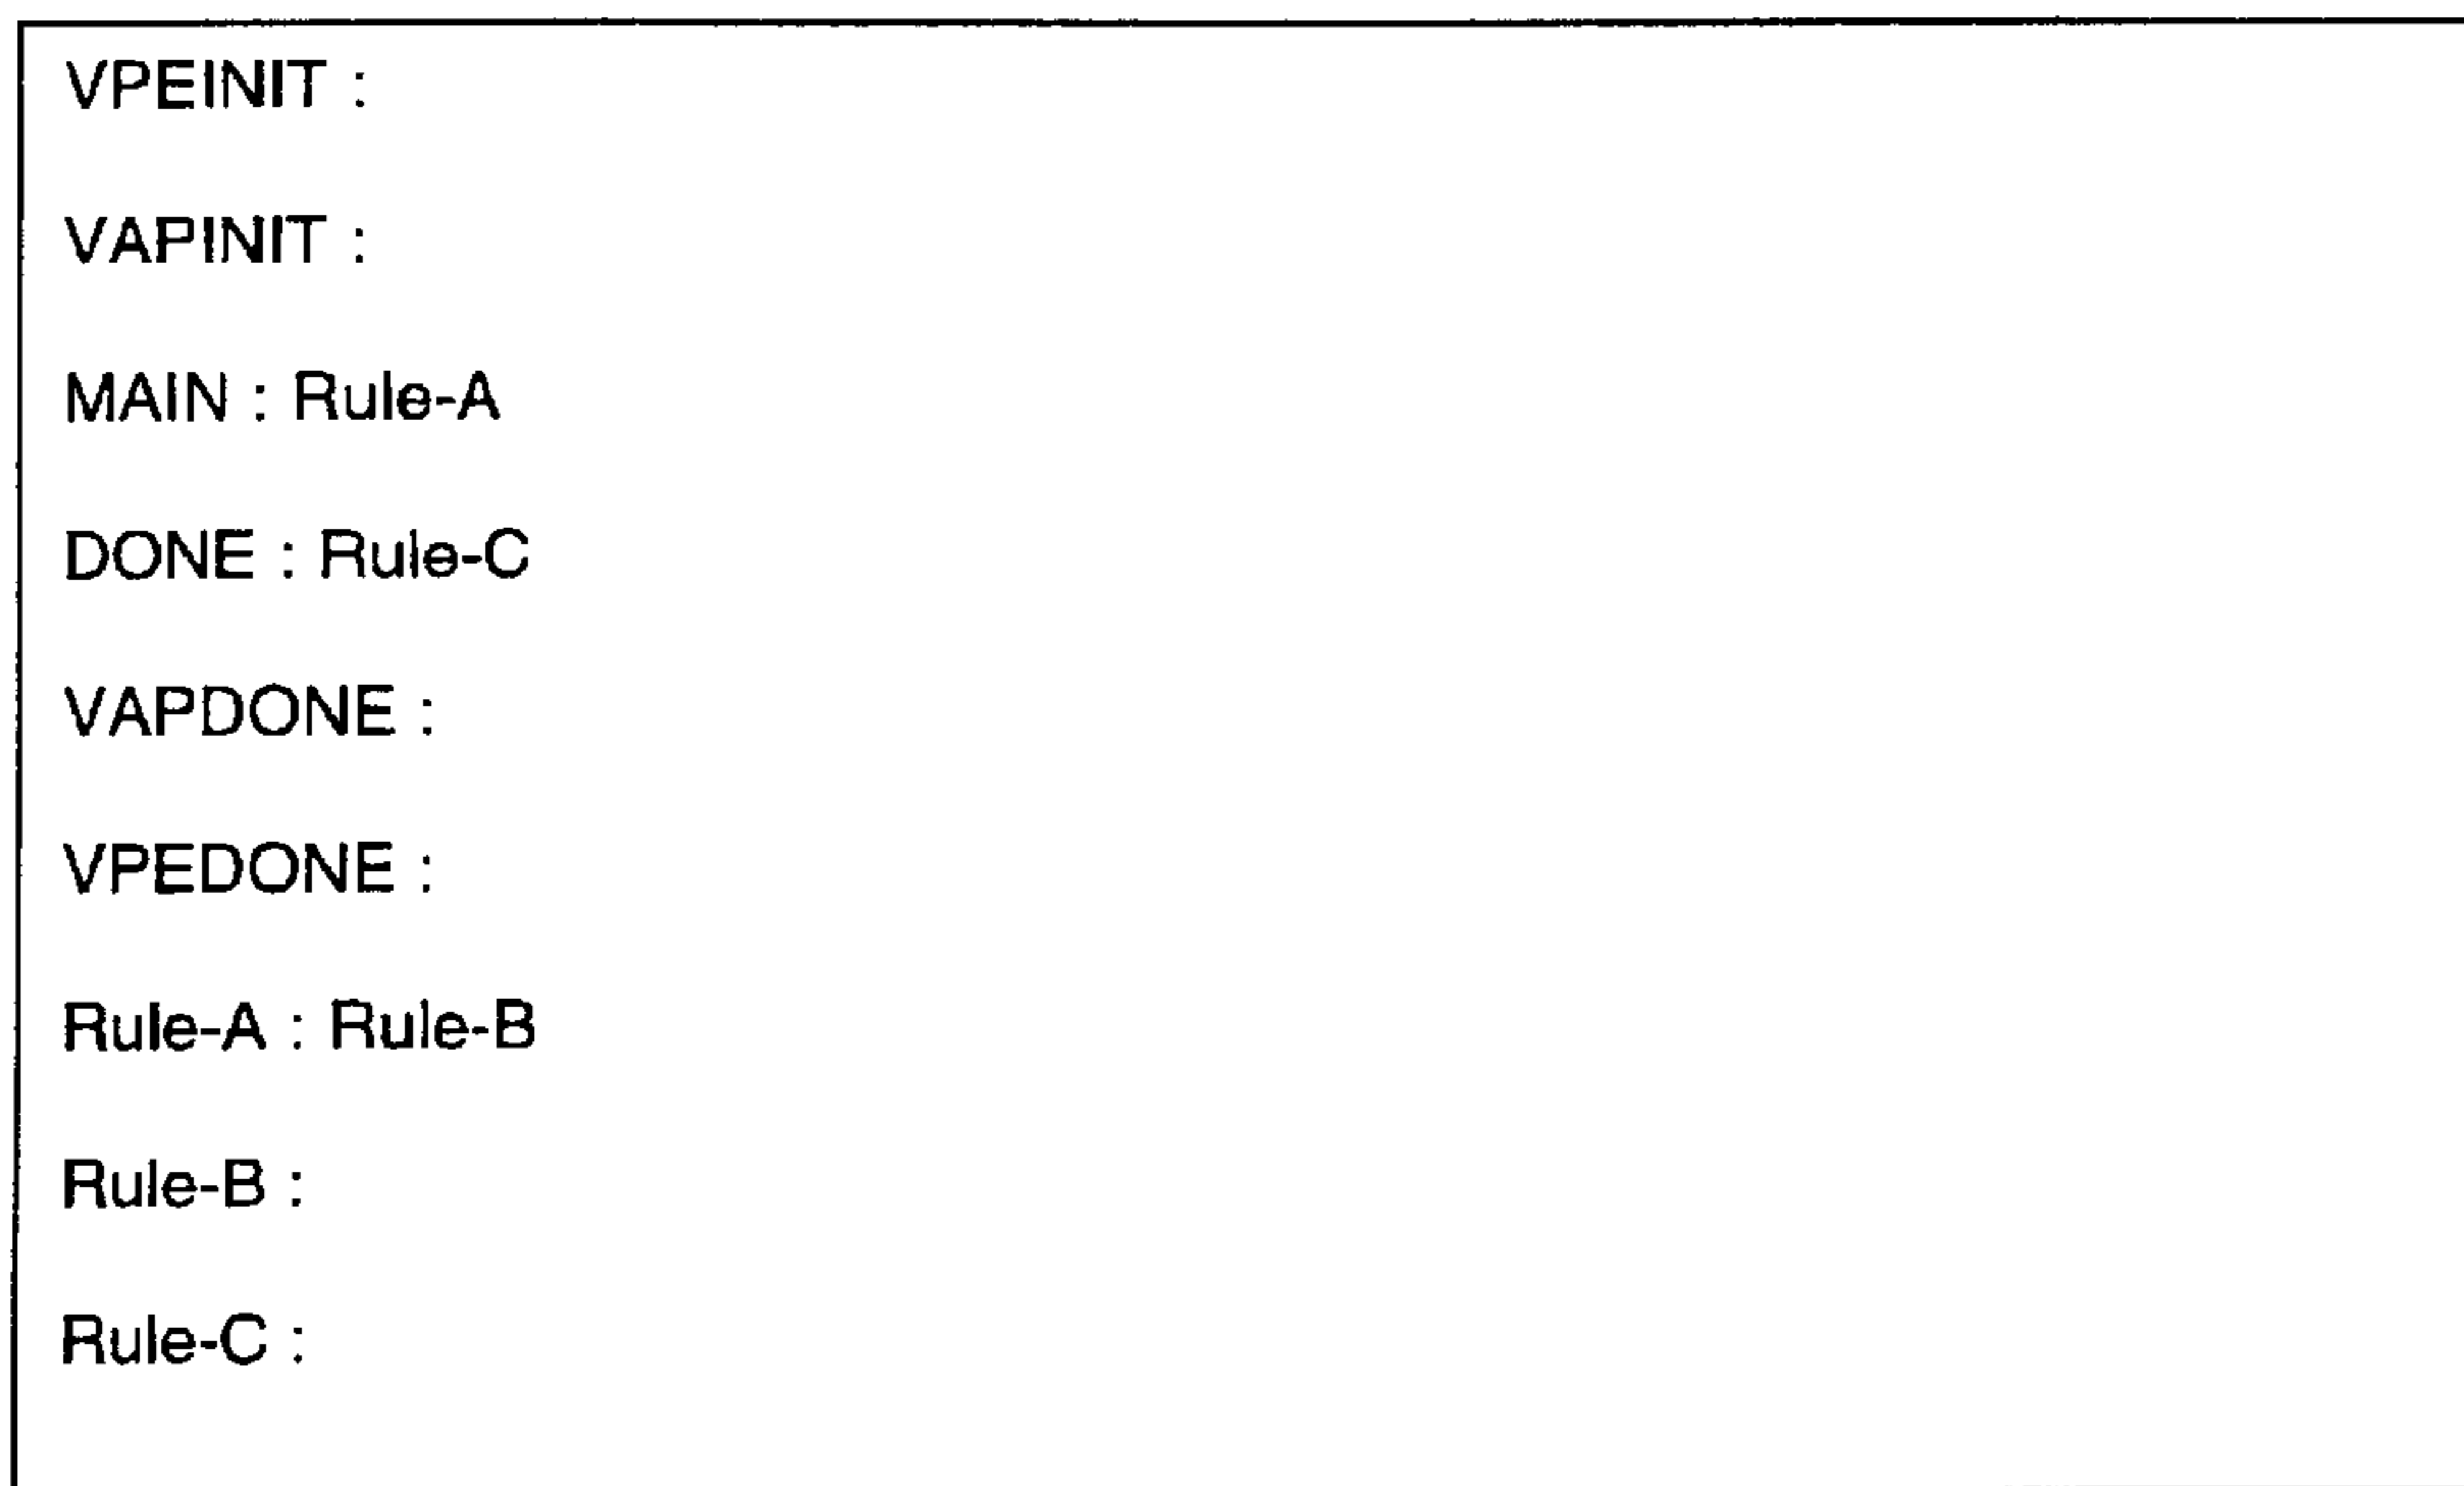 VPEINIT :
VAPINIT :
MAIN : Rule-A
DONE : Rule-C
VAPDONE :
VPEDONE :
Rule-A : Rule-B
Rule-B :
Rule-C :